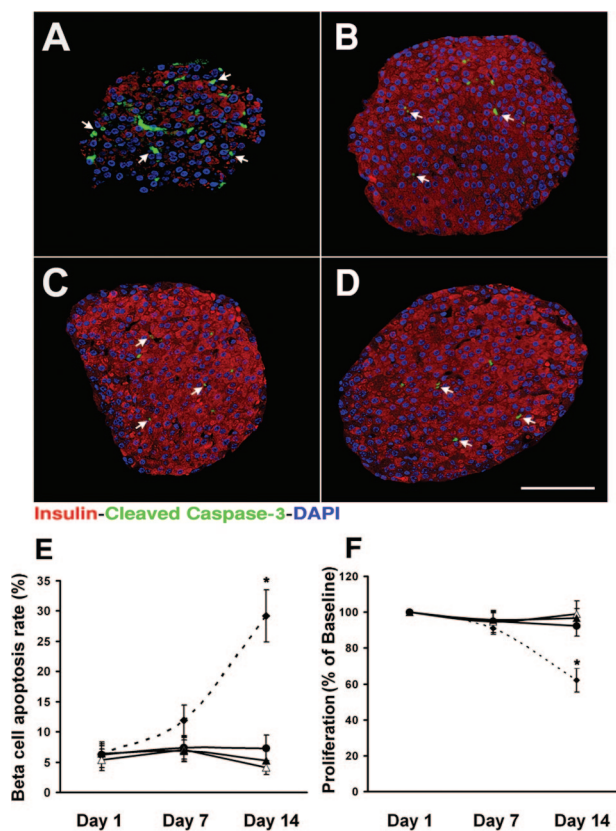 A
B
C
D
Insulin-Cleaved Caspase-3-DAPI
E
Beta cell apoptosis rate (%)
40
35
30
25
20
15
10
5
0
*
Day 1 Day 7 Day 14
F
Proliferation (% of Baseline)
120
100
80
60
40
20
0
*
Day 1 Day 7 Day 14